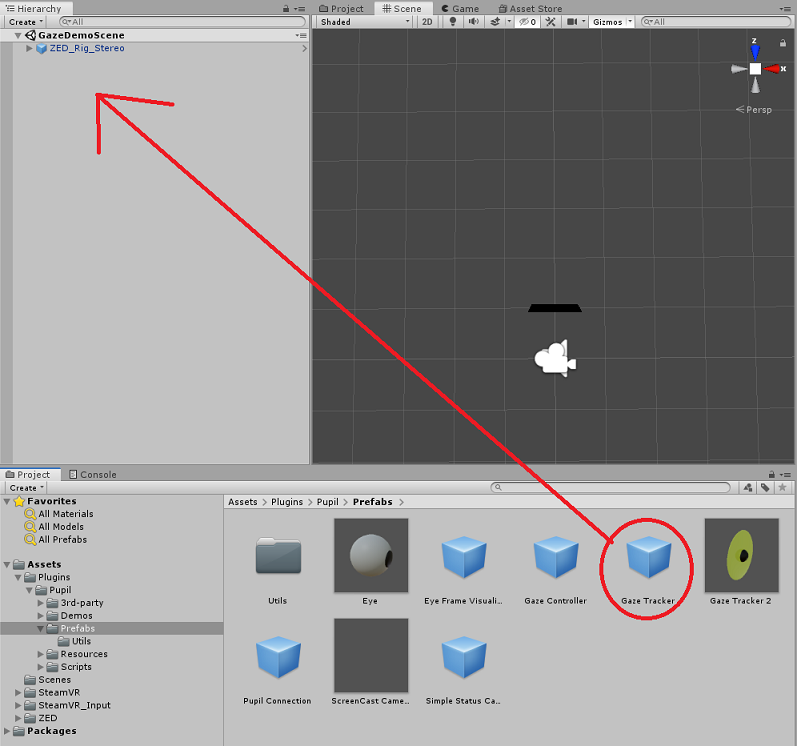 Hierarchy
Create
All
GazeDemoScene
ZED_Rig_Stereo
Project
Scene
Game
Asset Store
Shaded
2D
0
Gizmos
All
z
x
Persp
Project
Console
Create
Favorites
All Materials
All Models
All Prefabs
Assets
Plugins
Pupil
3rd-party
Demos
Prefabs
Utils
Resources
Scripts
Scenes
SteamVR
SteamVR_Input
ZED
Packages
Assets > Plugins > Pupil > Prefabs >
Utils
Eye
Eye Frame Visuali...
Gaze Controller
Gaze Tracker
Gaze Tracker 2
Pupil Connection
ScreenCast Came...
Simple Status Ca...